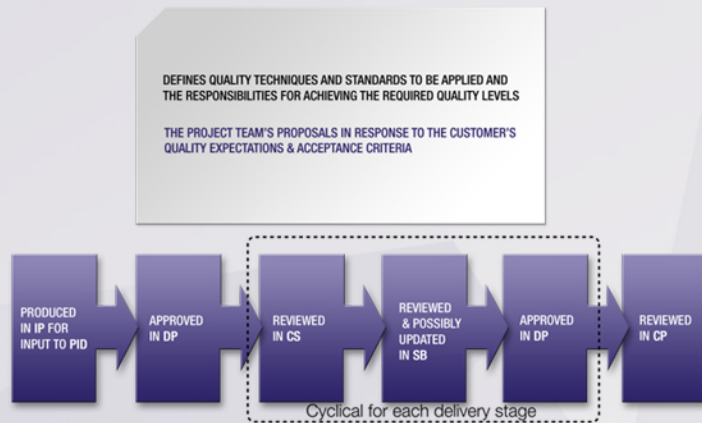 DEFINES QUALITY TECHNIQUES AND STANDARDS TO BE APPLIED AND
THE RESPONSIBILITIES FOR ACHIEVING THE REQUIRED QUALITY LEVELS
THE PROJECT TEAM'S PROPOSALS IN RESPONSE TO THE CUSTOMER'S
QUALITY EXPECTATIONS & ACCEPTANCE CRITERIA
PRODUCED
IN IP FOR
INPUT TO PID
APPROVED
IN DP
REVIEWED
IN CS
REVIEWED
& POSSIBLY
UPDATED
IN SB
APPROVED
IN DP
REVIEWED
IN CP
Cyclical for each delivery stage